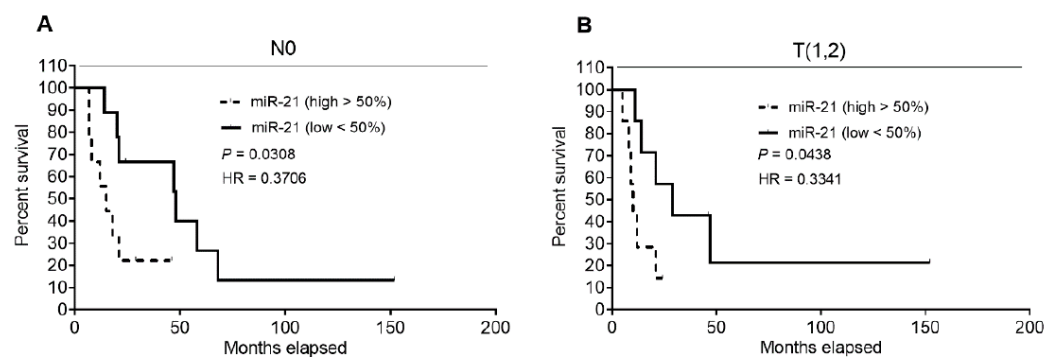 A
N0
110
100
90
80
70
60
50
40
30
20
10
0
Percent survival
miR-21 (high > 50%)
miR-21 (low < 50%)
P = 0.0308
HR = 0.3706
0 50 100 150 200
Months elapsed
B
T(1,2)
110
100
90
80
70
60
50
40
30
20
10
0
Percent survival
miR-21 (high > 50%)
miR-21 (low < 50%)
P = 0.0438
HR = 0.3341
0 50 100 150 200
Months elapsed